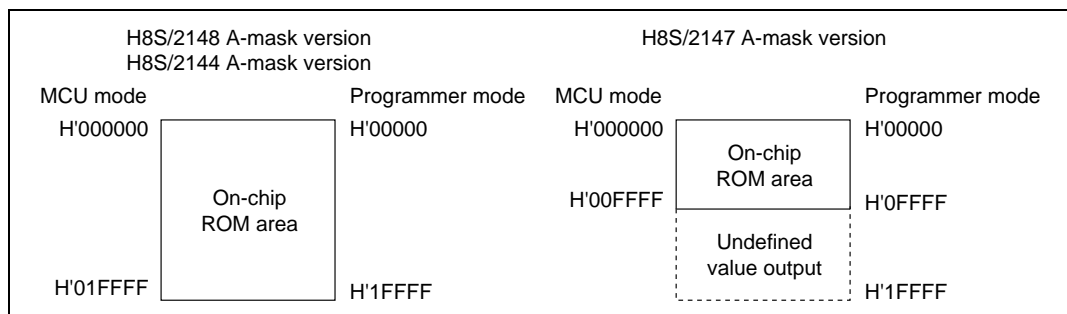 H8S/2148 A-mask version
H8S/2144 A-mask version
MCU mode
Programmer mode
H'000000
H'00000
On-chip
ROM area
H'01FFFF
H'1FFFF
H8S/2147 A-mask version
MCU mode
Programmer mode
H'000000
H'00000
On-chip
ROM area
H'00FFFF
H'0FFFF
Undefined
value output
H'1FFFF